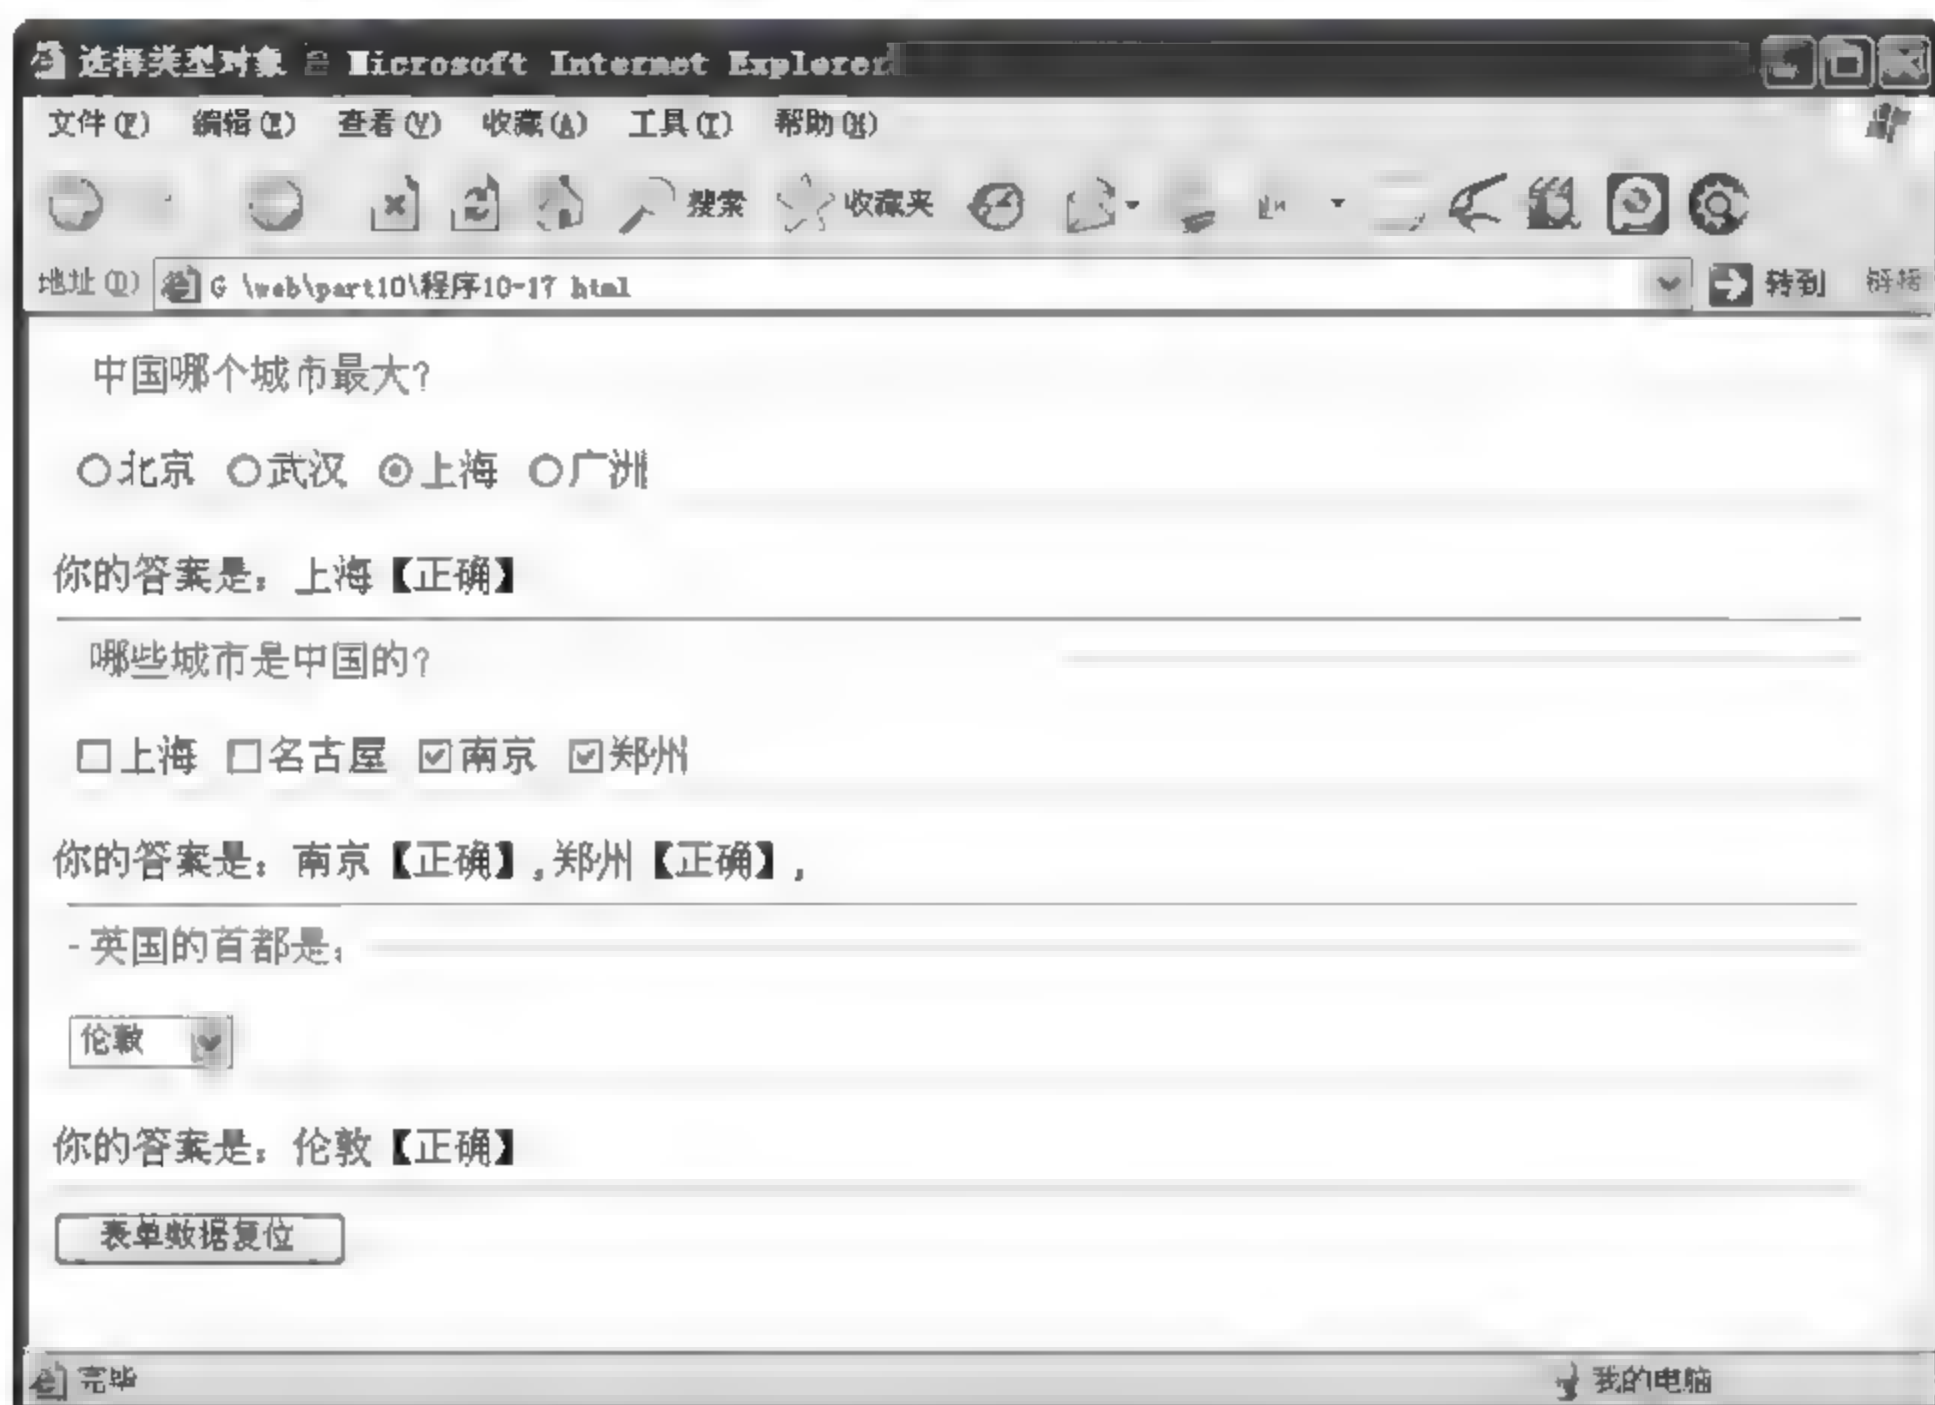 选择类型对象 - Microsoft Internet Explorer
文件(F) 编辑(E) 查看(V) 收藏(A) 工具(T) 帮助(H)
搜索 收藏夹
地址(D) G \web\part10\程序10-17 html 转到 链接
中国哪个城市最大?
北京 武汉 上海 广洲
你的答案是：上海【正确】
哪些城市是中国的?
上海 名古屋 南京 郑州
你的答案是：南京【正确】,郑州【正确】,
-英国的首都是：
伦敦
你的答案是：伦敦【正确】
表单数据复位
完毕 我的电脑